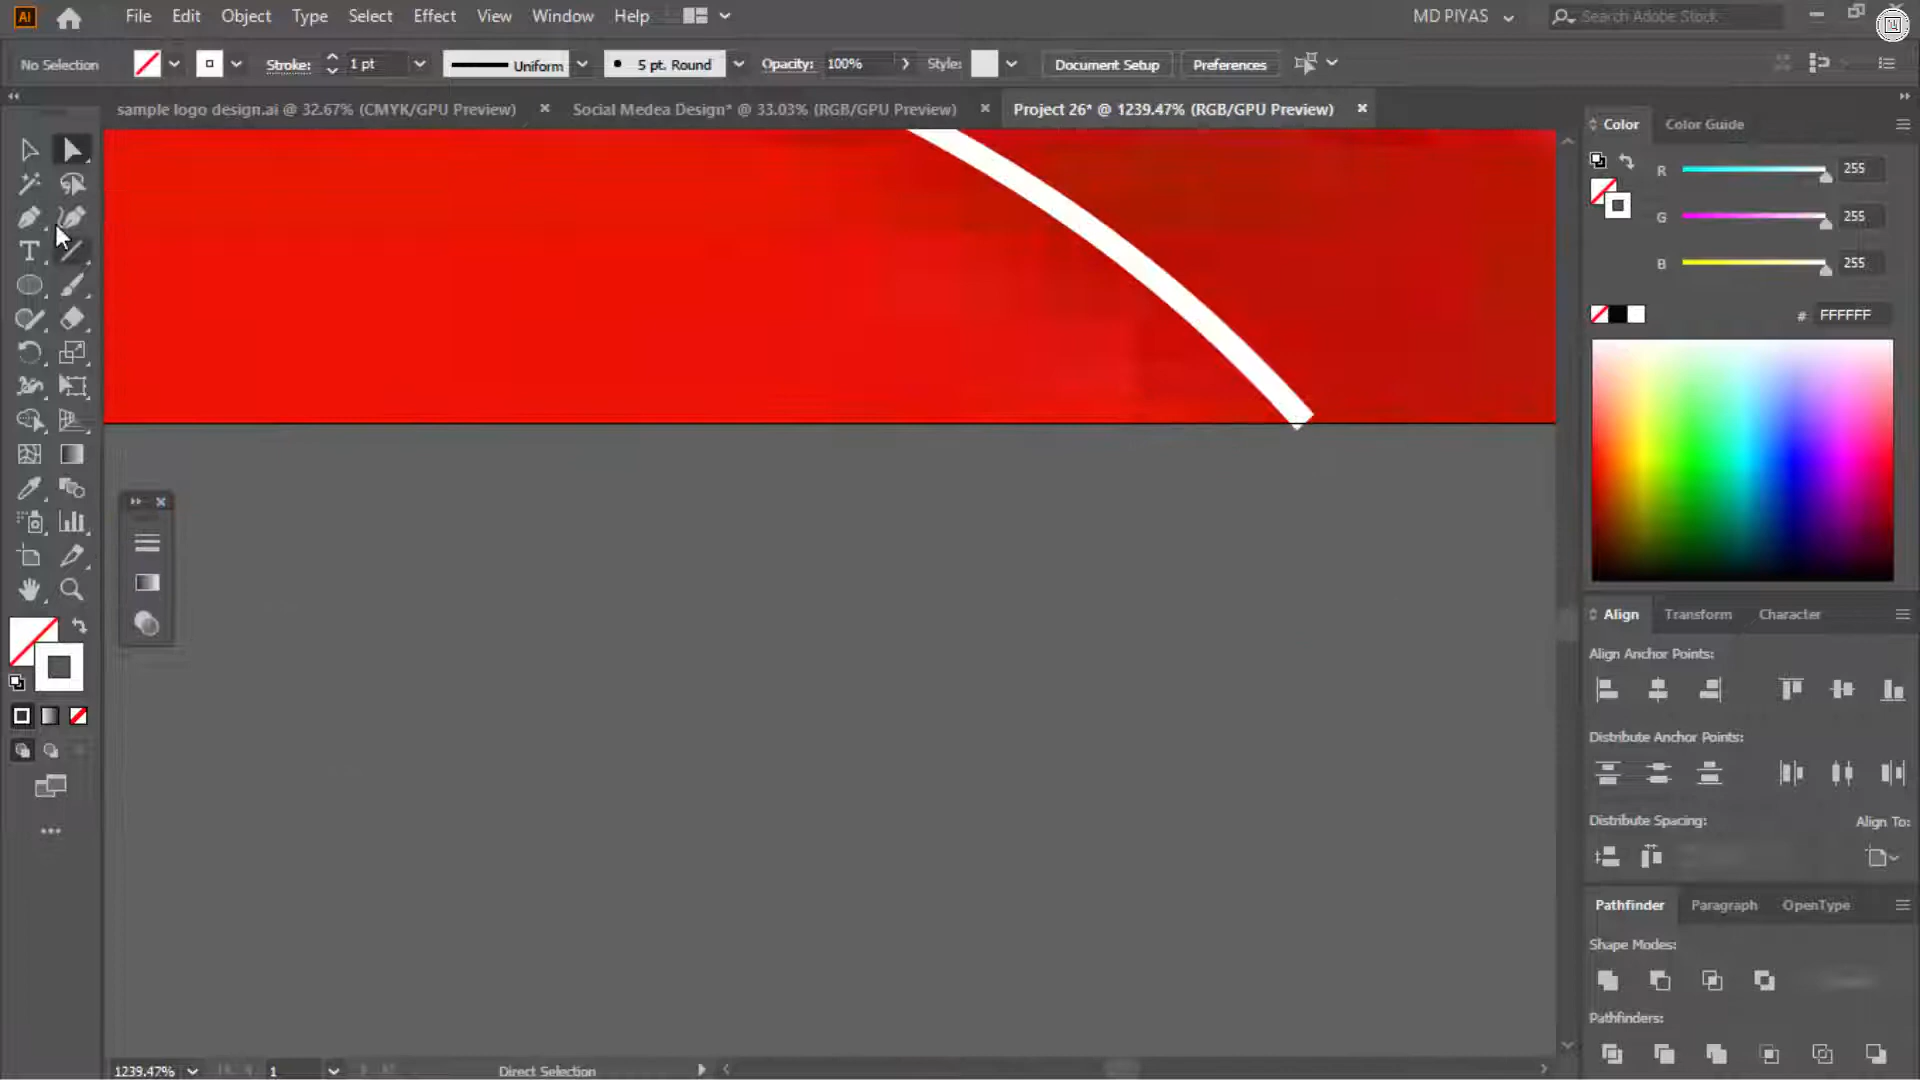 Ai File Edit Object Type Select Effect View Window Help MD PIYAS Search Adobe Stock
No Selection Stroke: 1 pt Uniform 5 pt. Round Opacity: 100% Style: Document Setup Preferences
sample logo design.ai @ 32.67% (CMYK/GPU Preview) Social Medea Design* @ 33.03% (RGB/GPU Preview) Project 26* @ 1239.47% (RGB/GPU Preview)
Color Color Guide
R 255
G 255
B 255
# FFFFFF
Align Transform Character
Align Anchor Points:
Distribute Anchor Points:
Distribute Spacing: Align To:
Pathfinder Paragraph OpenType
Shape Modes:
Pathfinders:
1239.47% 1 Direct Selection